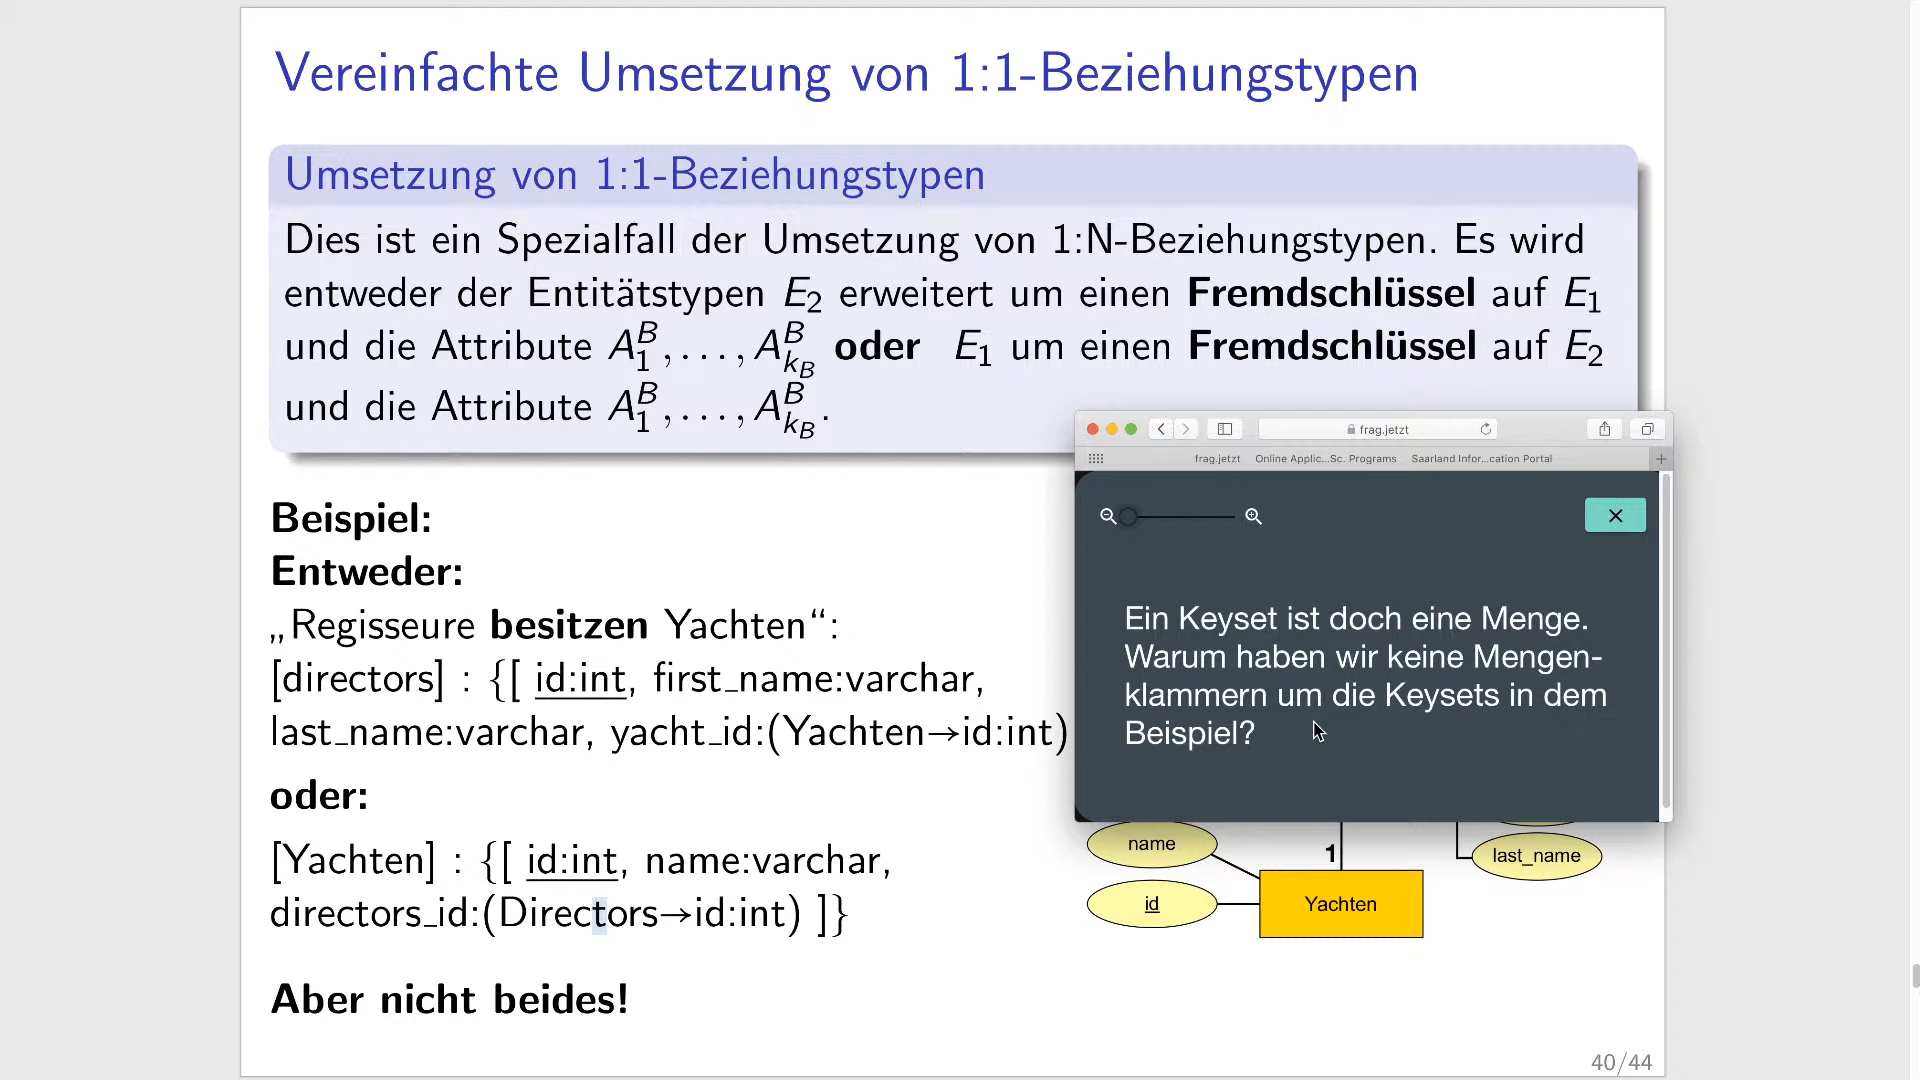 Vereinfachte Umsetzung von 1:1-Beziehungstypen
Umsetzung von 1:1-Beziehungstypen
Dies ist ein Spezialfall der Umsetzung von 1:N-Beziehungstypen. Es wird
entweder der Entitätstypen E₂ erweitert um einen Fremdschlüssel auf E₁
und die Attribute A₁ᴮ, . . . , A_{k_B}^B oder E₁ um einen Fremdschlüssel auf E₂
und die Attribute A₁ᴮ, . . . , A_{k_B}^B.
Beispiel:
Entweder:
„Regisseure besitzen Yachten“:
[directors] : {[ id:int, first_name:varchar,
last_name:varchar, yacht_id:(Yachten→id:int)
oder:
[Yachten] : {[ id:int, name:varchar,
directors_id:(Directors→id:int) ]}
Aber nicht beides!
frag.jetzt
frag.jetzt Online Applic...Sc. Programs Saarland Infor...cation Portal
Ein Keyset ist doch eine Menge.
Warum haben wir keine Mengen-
klammern um die Keysets in dem
Beispiel?
name
1
last_name
id
Yachten
40/44